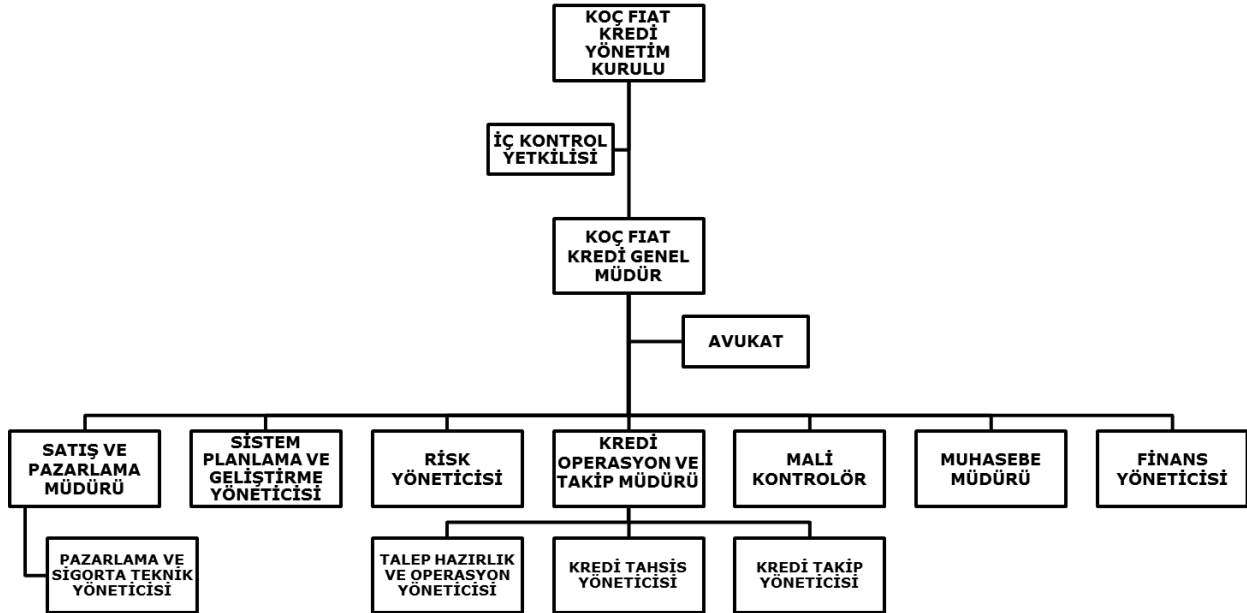 KOÇ FIAT
KREDİ
YÖNETİM
KURULU
İÇ KONTROL
YETKİLİSİ
KOÇ FIAT
KREDİ GENEL
MÜDÜR
AVUKAT
SATIŞ VE
PAZARLAMA
MÜDÜRÜ
SİSTEM
PLANLAMA VE
GELİŞTİRME
YÖNETİCİSİ
RİSK
YÖNETİCİSİ
KREDİ
OPERASYON VE
TAKİP MÜDÜRÜ
MALİ
KONTROLÖR
MUHASEBE
MÜDÜRÜ
FİNANS
YÖNETİCİSİ
PAZARLAMA VE
SİGORTA TEKNİK
YÖNETİCİSİ
TALEP HAZIRLIK
VE OPERASYON
YÖNETİCİSİ
KREDİ TAHSİS
YÖNETİCİSİ
KREDİ TAKİP
YÖNETİCİSİ